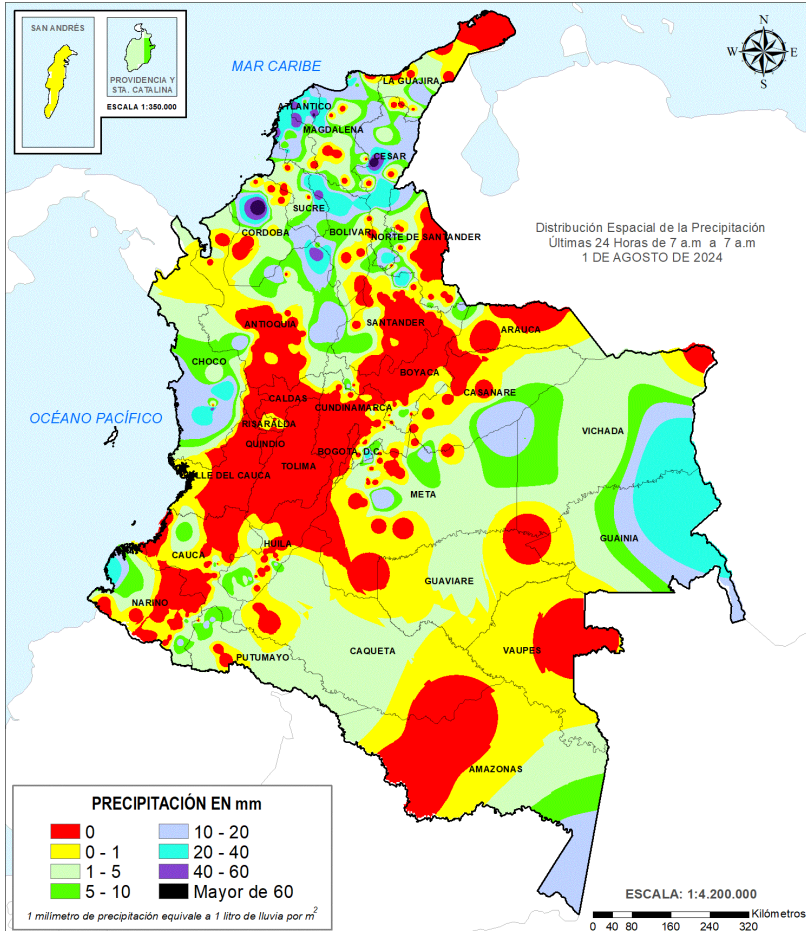 SAN ANDRÉS
PROVIDENCIA Y
STA. CATALINA
ESCALA 1:350.000
MAR CARIBE
N
W
E
S
LA GUAJIRA
ATLANTICO
MAGDALENA
CESAR
SUCRE
CORDOBA
BOLIVAR
NORTE DE SANTANDER
Distribución Espacial de la Precipitación
Últimas 24 Horas de 7 a.m a 7 a.m
1 DE AGOSTO DE 2024
ANTIOQUIA
SANTANDER
ARAUCA
CHOCO
BOYACA
CASANARE
CALDAS
CUNDINAMARCA
OCÉANO PACÍFICO
RISARALDA
VICHADA
QUINDIO
BOGOTA, D.C.
TOLIMA
VALLE DEL CAUCA
META
HUILA
GUAINIA
CAUCA
GUAVIARE
NARIÑO
PUTUMAYO
CAQUETA
VAUPES
AMAZONAS
PRECIPITACIÓN EN mm
0
0 - 1
1 - 5
5 - 10
10 - 20
20 - 40
40 - 60
Mayor de 60
1 milimetro de precipitación equivale a 1 litro de lluvia por m²
ESCALA: 1:4.200.000
Kilómetros
0 40 80 160 240 320